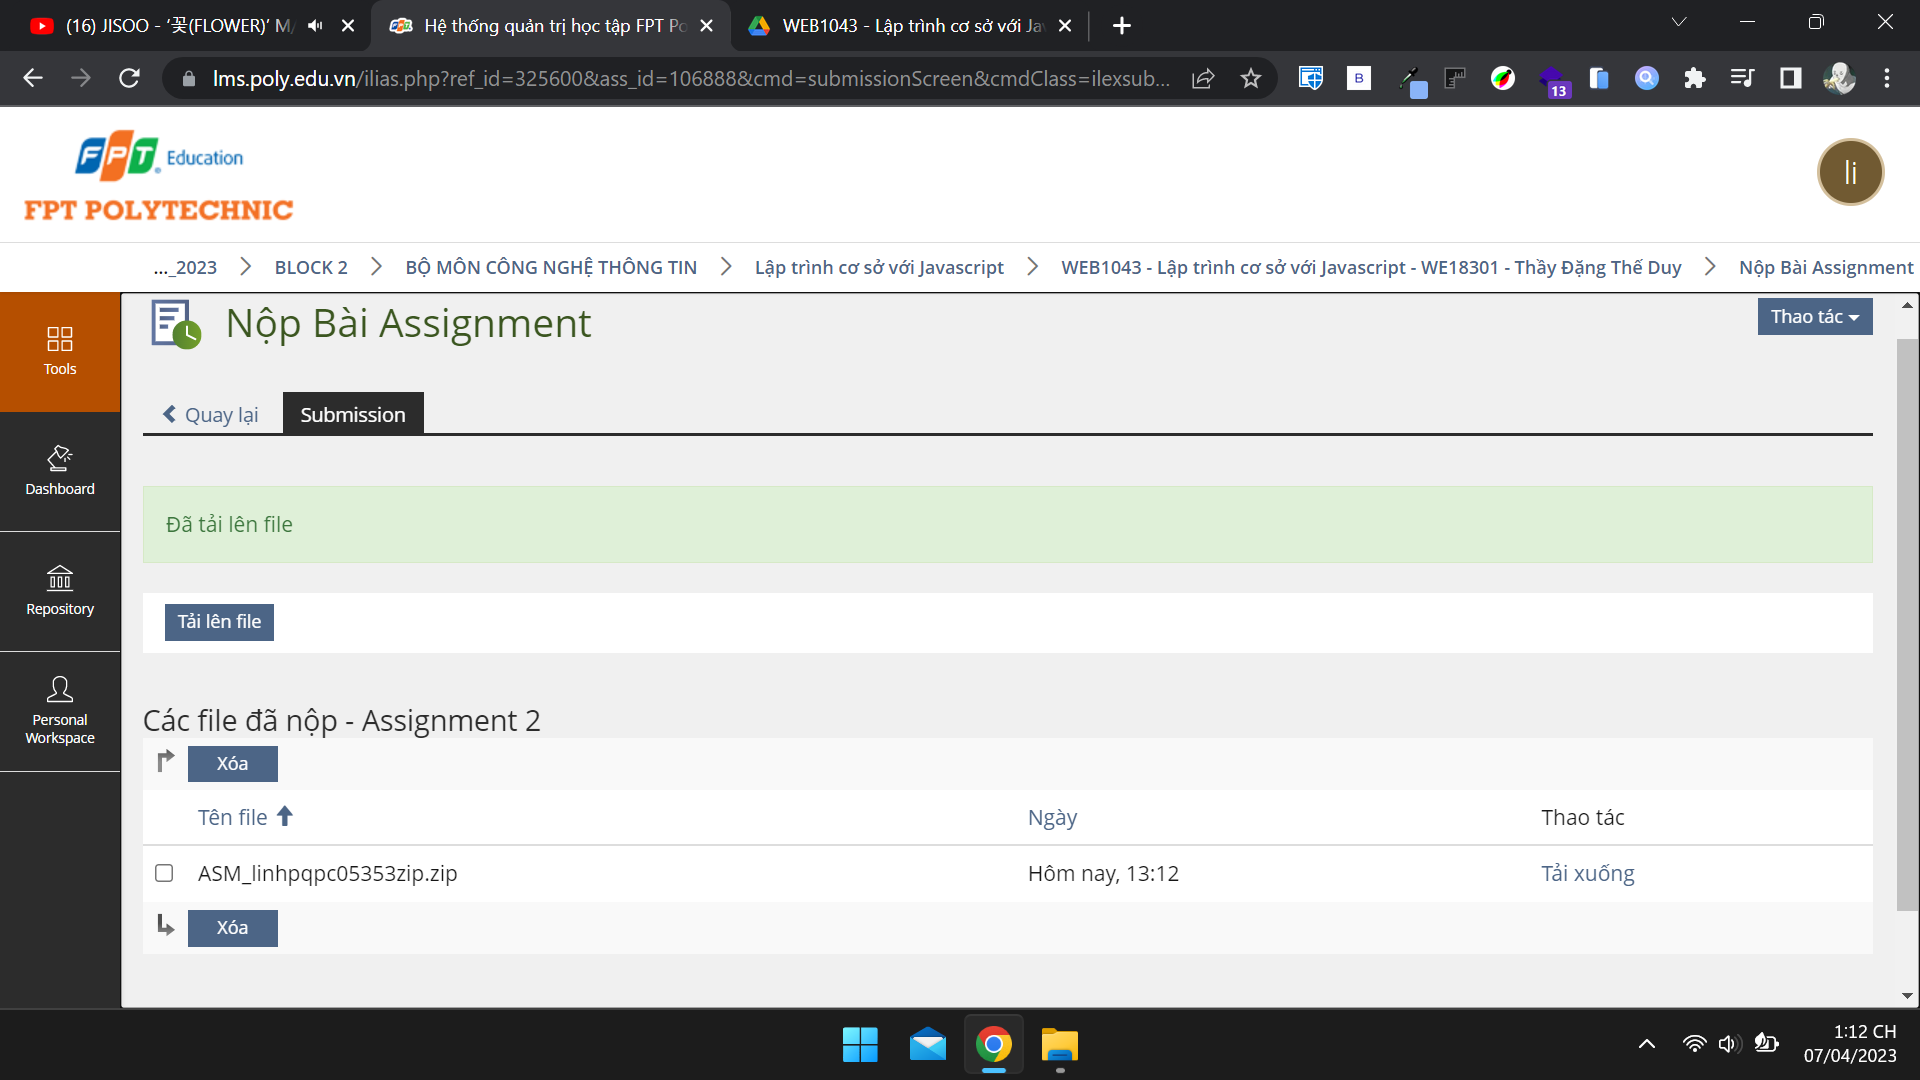 (16) JISOO - ‘꽃(FLOWER)’ M/
Hệ thống quản trị học tập FPT Po
WEB1043 - Lập trình cơ sở với Jav
lms.poly.edu.vn/ilias.php?ref_id=325600&ass_id=106888&cmd=submissionScreen&cmdClass=ilexsub...
B
13
FPT Education
FPT POLYTECHNIC
li
..._2023
BLOCK 2
BỘ MÔN CÔNG NGHỆ THÔNG TIN
Lập trình cơ sở với Javascript
WEB1043 - Lập trình cơ sở với Javascript - WE18301 - Thầy Đặng Thế Duy
Nộp Bài Assignment
Tools
Dashboard
Repository
Personal
Workspace
Nộp Bài Assignment
Thao tác
Quay lại
Submission
Đã tải lên file
Tải lên file
Các file đã nộp - Assignment 2
Xóa
Tên file
Ngày
Thao tác
ASM_linhpqpc05353zip.zip
Hôm nay, 13:12
Tải xuống
Xóa
1:12 CH
07/04/2023